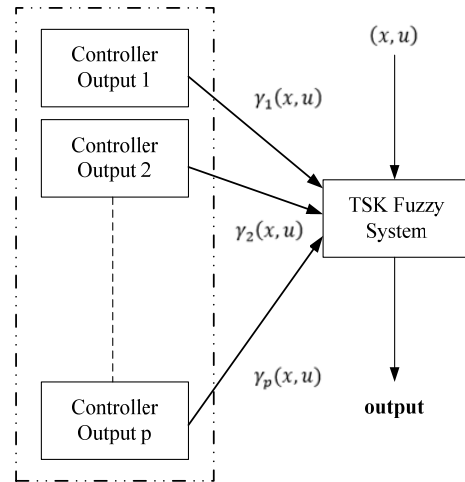 Controller
Output 1
Controller
Output 2
Controller
Output p
γ₁(x,u)
γ₂(x,u)
γₚ(x,u)
(x,u)
TSK Fuzzy
System
output